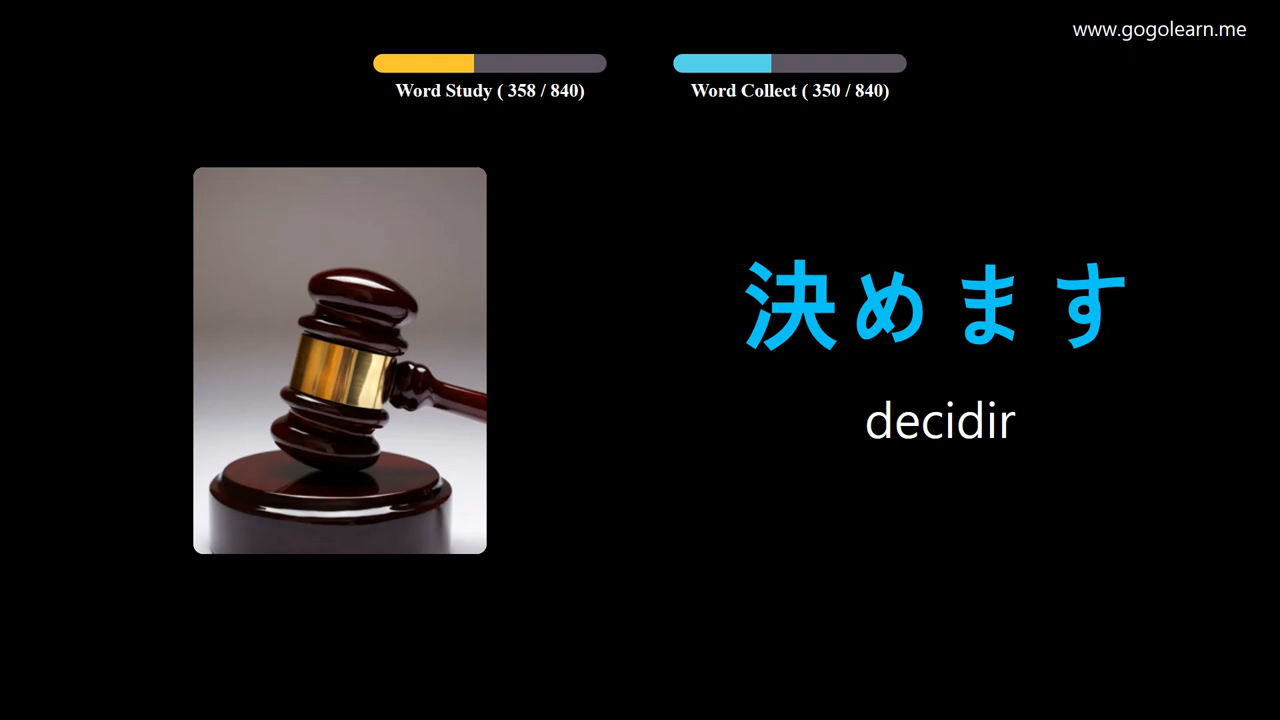 www.gogolearn.me
Word Study ( 358 / 840)
Word Collect ( 350 / 840)
決めます
decidir